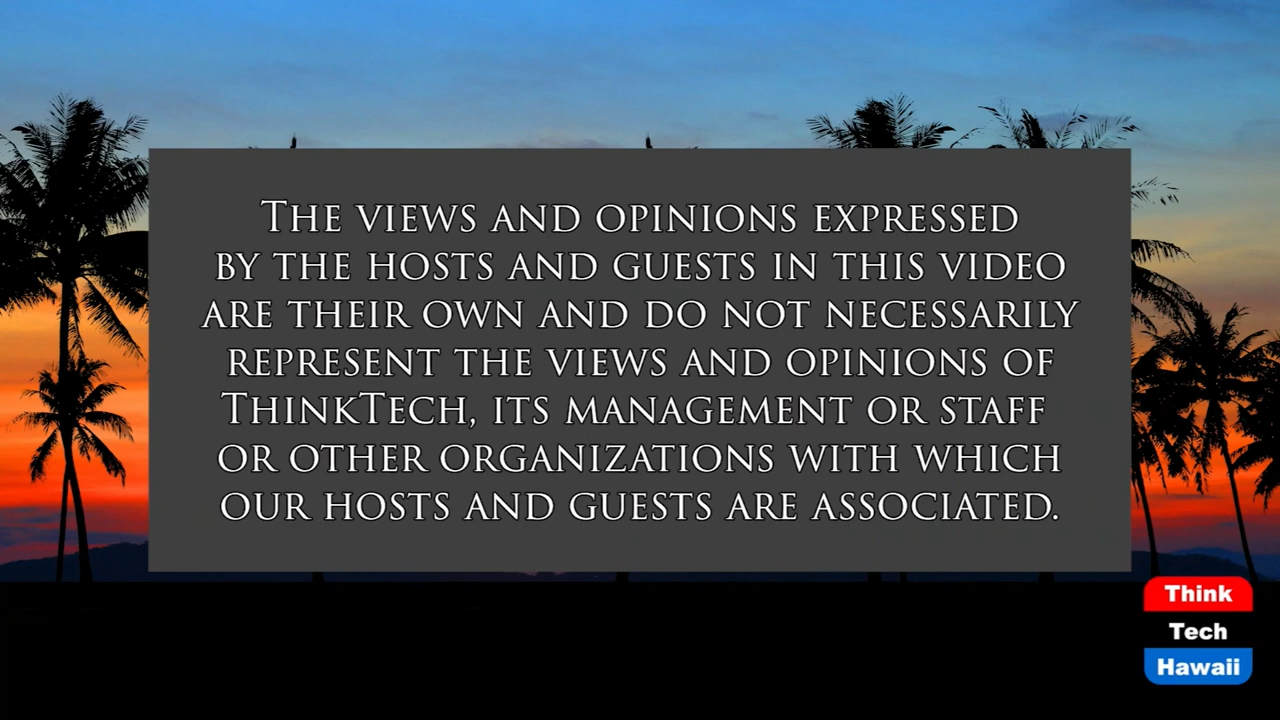 The views and opinions expressed
by the hosts and guests in this video
are their own and do not necessarily
represent the views and opinions of
ThinkTech, its management or staff
or other organizations with which
our hosts and guests are associated.
Think
Tech
Hawaii